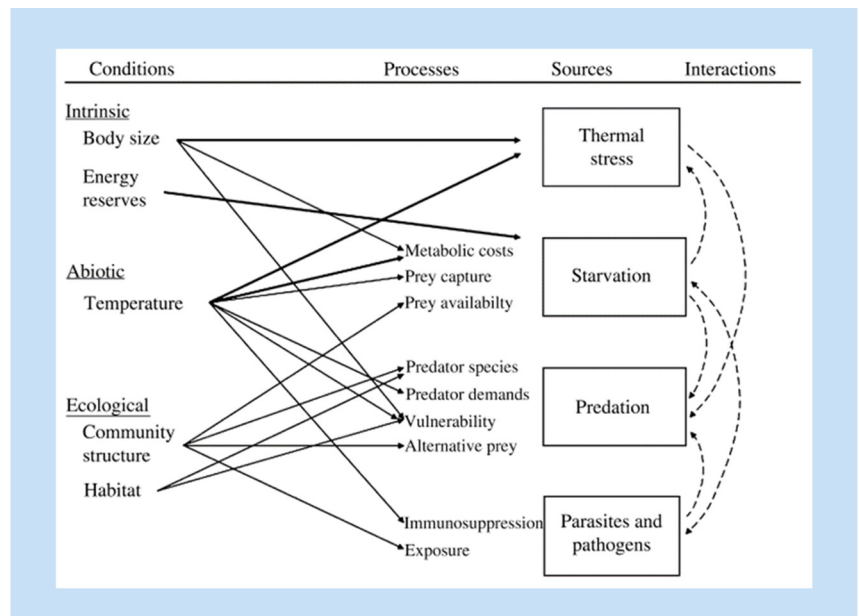 Conditions Processes Sources Interactions
Intrinsic
Body size
Energy
reserves
Abiotic
Temperature
Ecological
Community
structure
Habitat
Metabolic costs
Prey capture
Prey availabilty
Predator species
Predator demands
Vulnerability
Alternative prey
Immunosuppression
Exposure
Thermal
stress
Starvation
Predation
Parasites and
pathogens